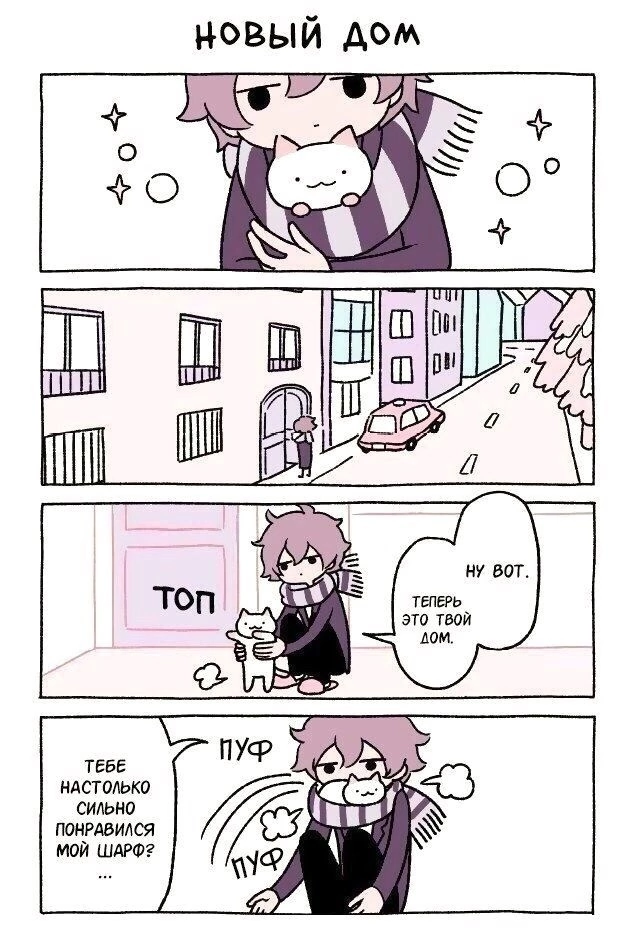 НОВЫЙ ДОМ
ТОП
НУ ВОТ.
ТЕПЕРЬ
ЭТО ТВОЙ
ДОМ.
ТЕБЕ
НАСТОЛЬКО
СИЛЬНО
ПОНРАВИЛСЯ
МОЙ ШАРФ?
...
ПУФ
ПУФ